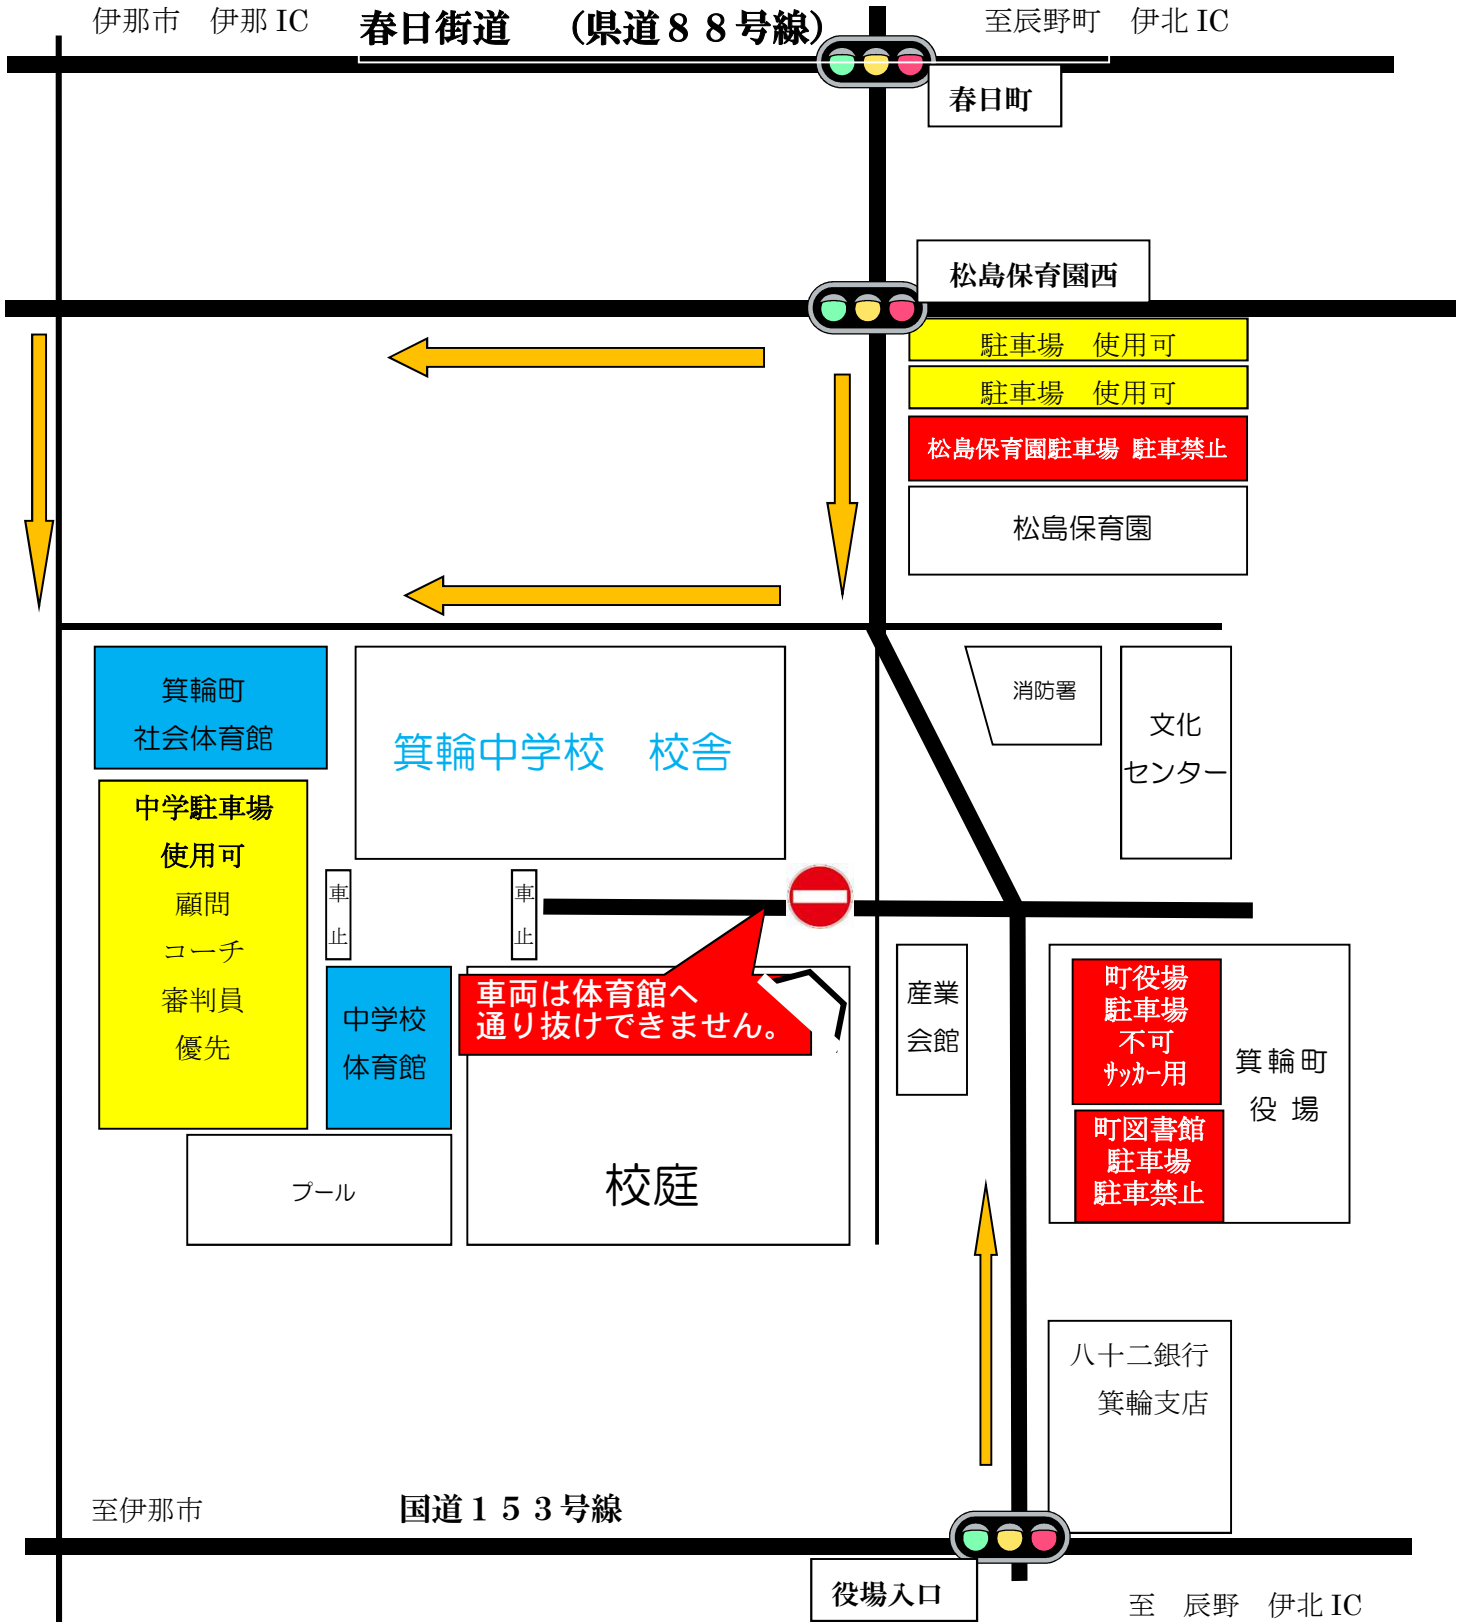 伊那市　伊那 IC
春日街道　（県道８８号線）
至辰野町　伊北 IC
春日町
松島保育園西
駐車場　使用可
駐車場　使用可
松島保育園駐車場 駐車禁止
松島保育園
箕輪町
社会体育館
箕輪中学校　校舎
消防署
文化
センター
中学駐車場
使用可
顧問
コーチ
審判員
優先
車
止
車
止
中学校
体育館
車両は体育館へ
通り抜けできません。
産業
会館
町役場
駐車場
不可
ｻｯｶｰ用
箕輪町
役 場
町図書館
駐車場
駐車禁止
プール
校庭
八十二銀行
箕輪支店
至伊那市
国道１５３号線
役場入口
至　辰野　伊北 IC